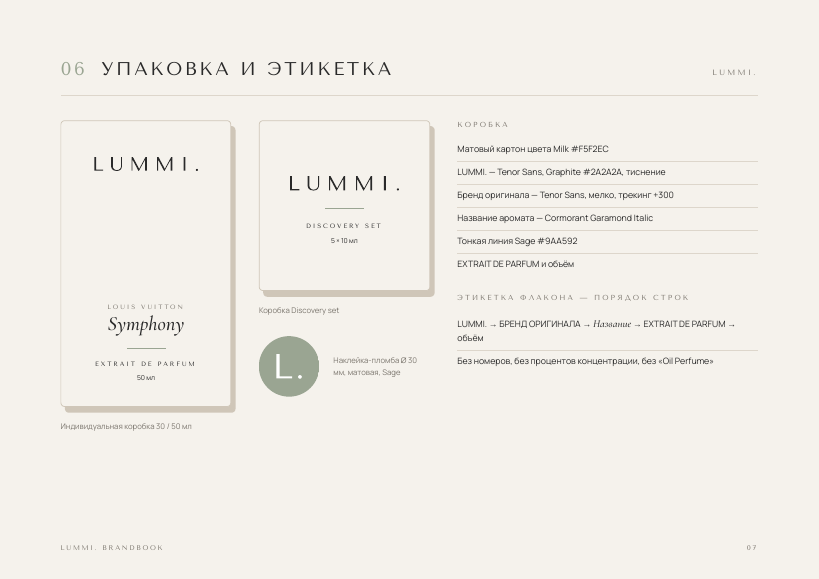 06 УПАКОВКА И ЭТИКЕТКА
LUMMI.
LUMMI.
LOUIS VUITTON
Symphony
EXTRAIT DE PARFUM
50 мл
Индивидуальная коробка 30 / 50 мл
LUMMI.
DISCOVERY SET
5 × 10 мл
Коробка Discovery set
L.
Наклейка-пломба Ø 30
мм, матовая, Sage
КОРОБКА
Матовый картон цвета Milk #F5F2EC
LUMMI. — Tenor Sans, Graphite #2A2A2A, тиснение
Бренд оригинала — Tenor Sans, мелко, трекинг +300
Название аромата — Cormorant Garamond Italic
Тонкая линия Sage #9AA592
EXTRAIT DE PARFUM и объём
ЭТИКЕТКА ФЛАКОНА — ПОРЯДОК СТРОК
LUMMI. → БРЕНД ОРИГИНАЛА → Название → EXTRAIT DE PARFUM →
объём
Без номеров, без процентов концентрации, без «Oil Perfume»
LUMMI. BRANDBOOK
07